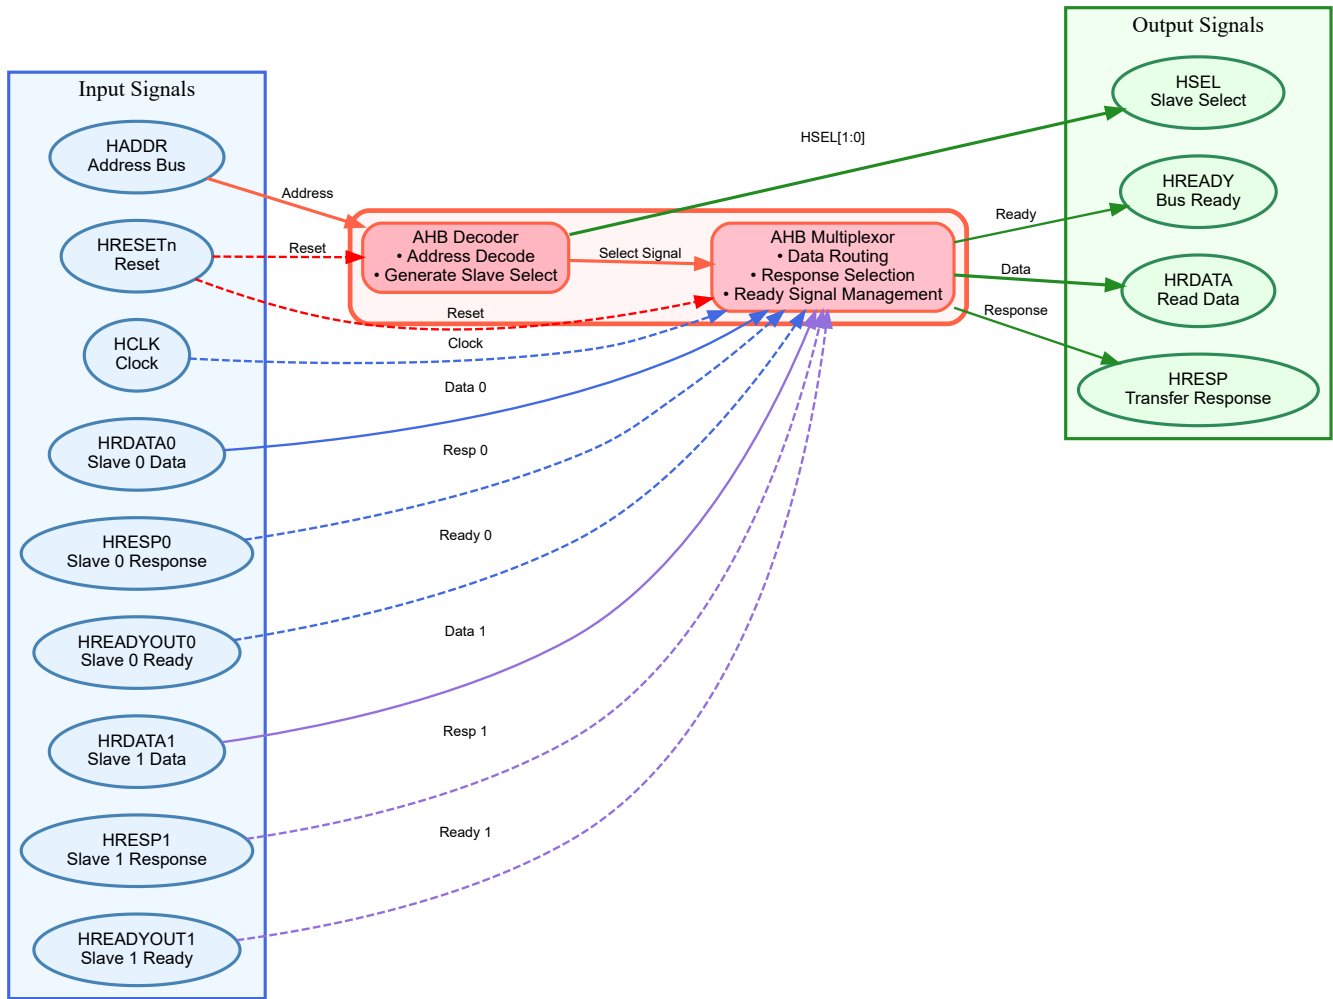 Input Signals
HADDR
Address Bus
HRESETn
Reset
HCLK
Clock
HRDATA0
Slave 0 Data
HRESP0
Slave 0 Response
HREADYOUT0
Slave 0 Ready
HRDATA1
Slave 1 Data
HRESP1
Slave 1 Response
HREADYOUT1
Slave 1 Ready
Address
Reset
Reset
Clock
Data 0
Resp 0
Ready 0
Data 1
Resp 1
Ready 1
AHB Decoder
• Address Decode
• Generate Slave Select
Select Signal
AHB Multiplexor
• Data Routing
• Response Selection
• Ready Signal Management
HSEL[1:0]
Ready
Data
Response
Output Signals
HSEL
Slave Select
HREADY
Bus Ready
HRDATA
Read Data
HRESP
Transfer Response